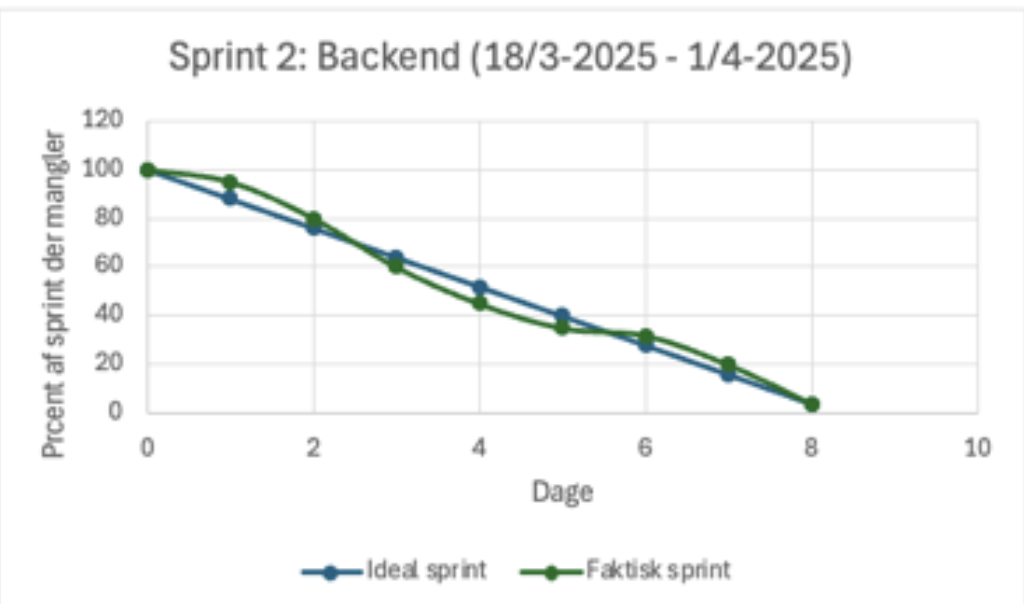 Sprint 2: Backend (18/3-2025 - 1/4-2025)
Prcent af sprint der mangler
120
100
80
60
40
20
0
0 2 4 6 8 10
Dage
Ideal sprint Faktisk sprint